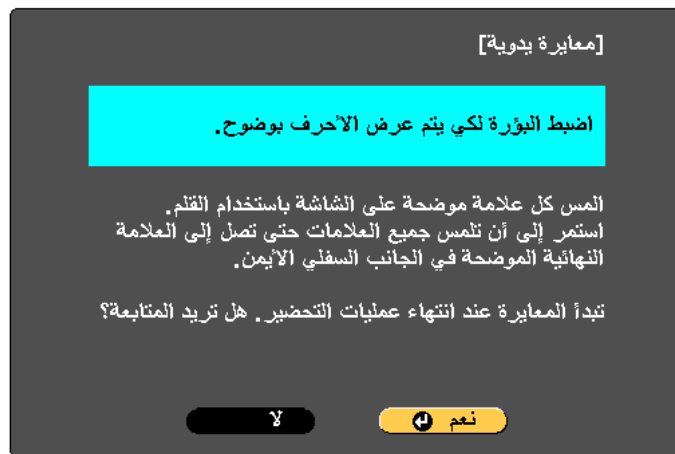 [معايرة يدوية]
اضبط البؤرة لكي يتم عرض الأحرف بوضوح.
المس كل علامة موضحة على الشاشة باستخدام القلم.
استمر إلى أن تلمس جميع العلامات حتى تصل إلى العلامة
النهائية الموضحة في الجانب السفلي الأيمن.
تبدأ المعايرة عند انتهاء عمليات التحضير. هل تريد المتابعة؟
نعم
لا